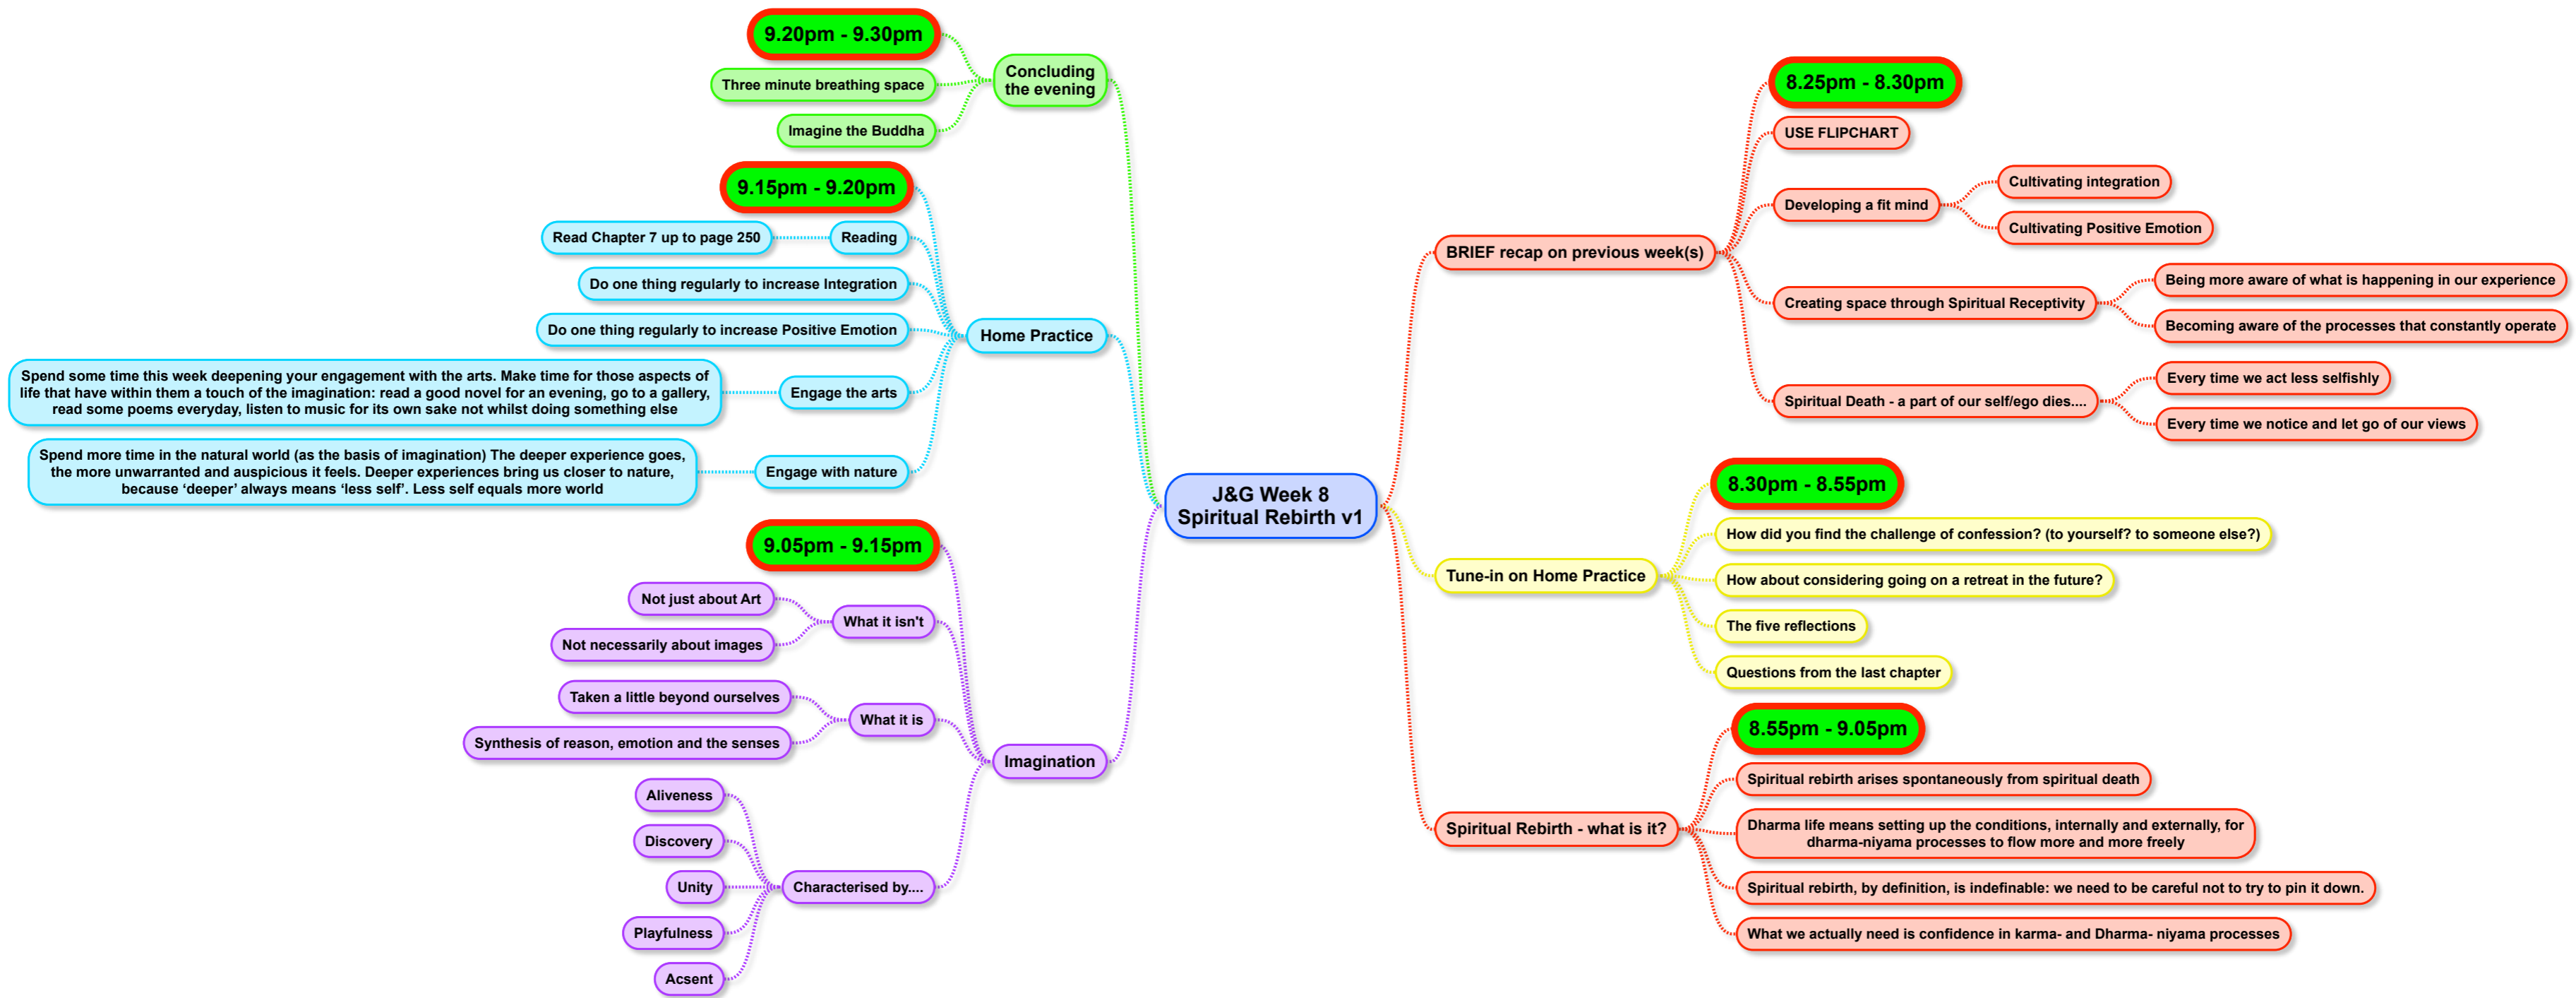 J&G Week 8
Spiritual Rebirth v1
BRIEF recap on previous week(s)
8.25pm - 8.30pm
USE FLIPCHART
Developing a fit mind
Cultivating integration
Cultivating Positive Emotion
Creating space through Spiritual Receptivity
Being more aware of what is happening in our experience
Becoming aware of the processes that constantly operate
Spiritual Death - a part of our self/ego dies....
Every time we act less selfishly
Every time we notice and let go of our views
Tune-in on Home Practice
8.30pm - 8.55pm
How did you find the challenge of confession? (to yourself? to someone else?)
How about considering going on a retreat in the future?
The five reflections
Questions from the last chapter
Spiritual Rebirth - what is it?
8.55pm - 9.05pm
Spiritual rebirth arises spontaneously from spiritual death
Dharma life means setting up the conditions, internally and externally, for
dharma-niyama processes to flow more and more freely
Spiritual rebirth, by definition, is indefinable: we need to be careful not to try to pin it down.
What we actually need is confidence in karma- and Dharma- niyama processes
Imagination
9.05pm - 9.15pm
What it isn't
Not just about Art
Not necessarily about images
What it is
Taken a little beyond ourselves
Synthesis of reason, emotion and the senses
Characterised by....
Aliveness
Discovery
Unity
Playfulness
Acsent
Home Practice
9.15pm - 9.20pm
Reading
Read Chapter 7 up to page 250
Do one thing regularly to increase Integration
Do one thing regularly to increase Positive Emotion
Engage the arts
Spend some time this week deepening your engagement with the arts. Make time for those aspects of
life that have within them a touch of the imagination: read a good novel for an evening, go to a gallery,
read some poems everyday, listen to music for its own sake not whilst doing something else
Engage with nature
Spend more time in the natural world (as the basis of imagination) The deeper experience goes,
the more unwarranted and auspicious it feels. Deeper experiences bring us closer to nature,
because ‘deeper’ always means ‘less self’. Less self equals more world
Concluding
the evening
9.20pm - 9.30pm
Three minute breathing space
Imagine the Buddha